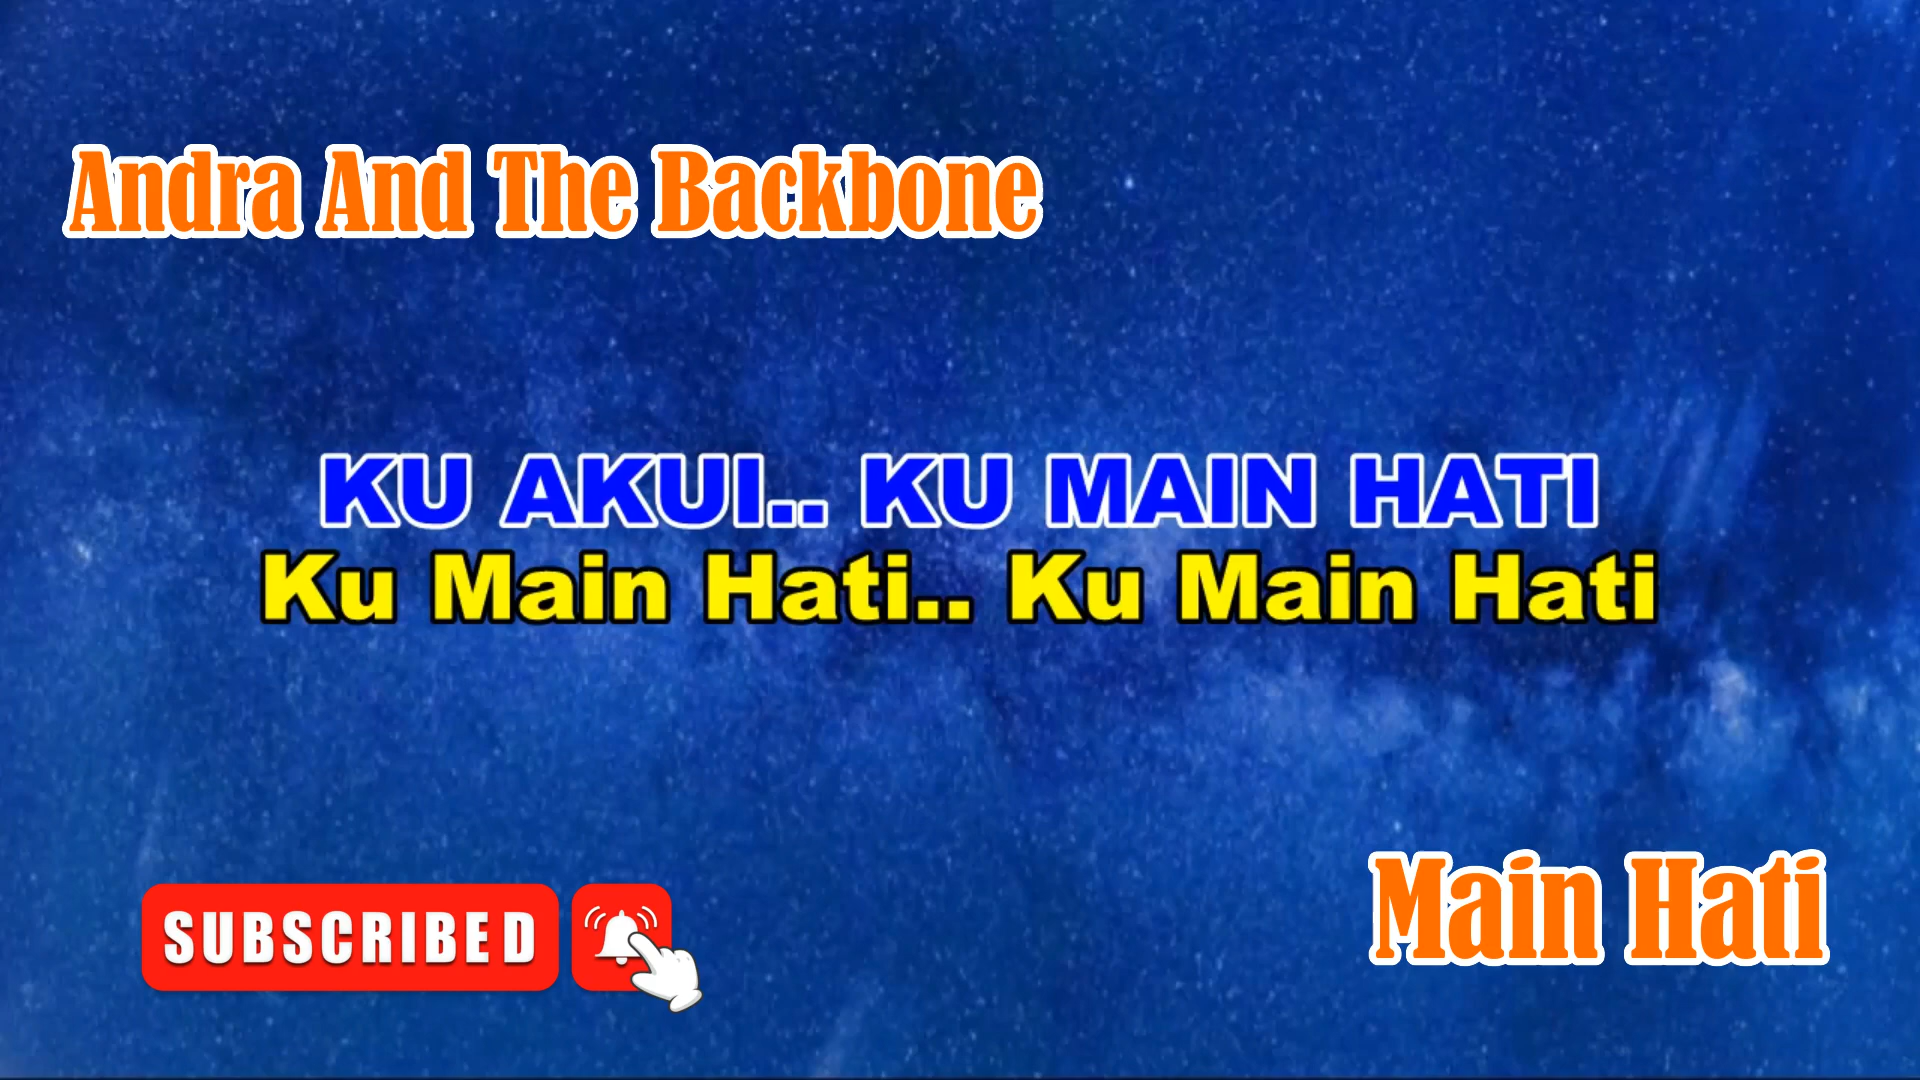 Andra And The Backbone
KU AKUI.. KU MAIN HATI
Ku Main Hati.. Ku Main Hati
SUBSCRIBED
Main Hati